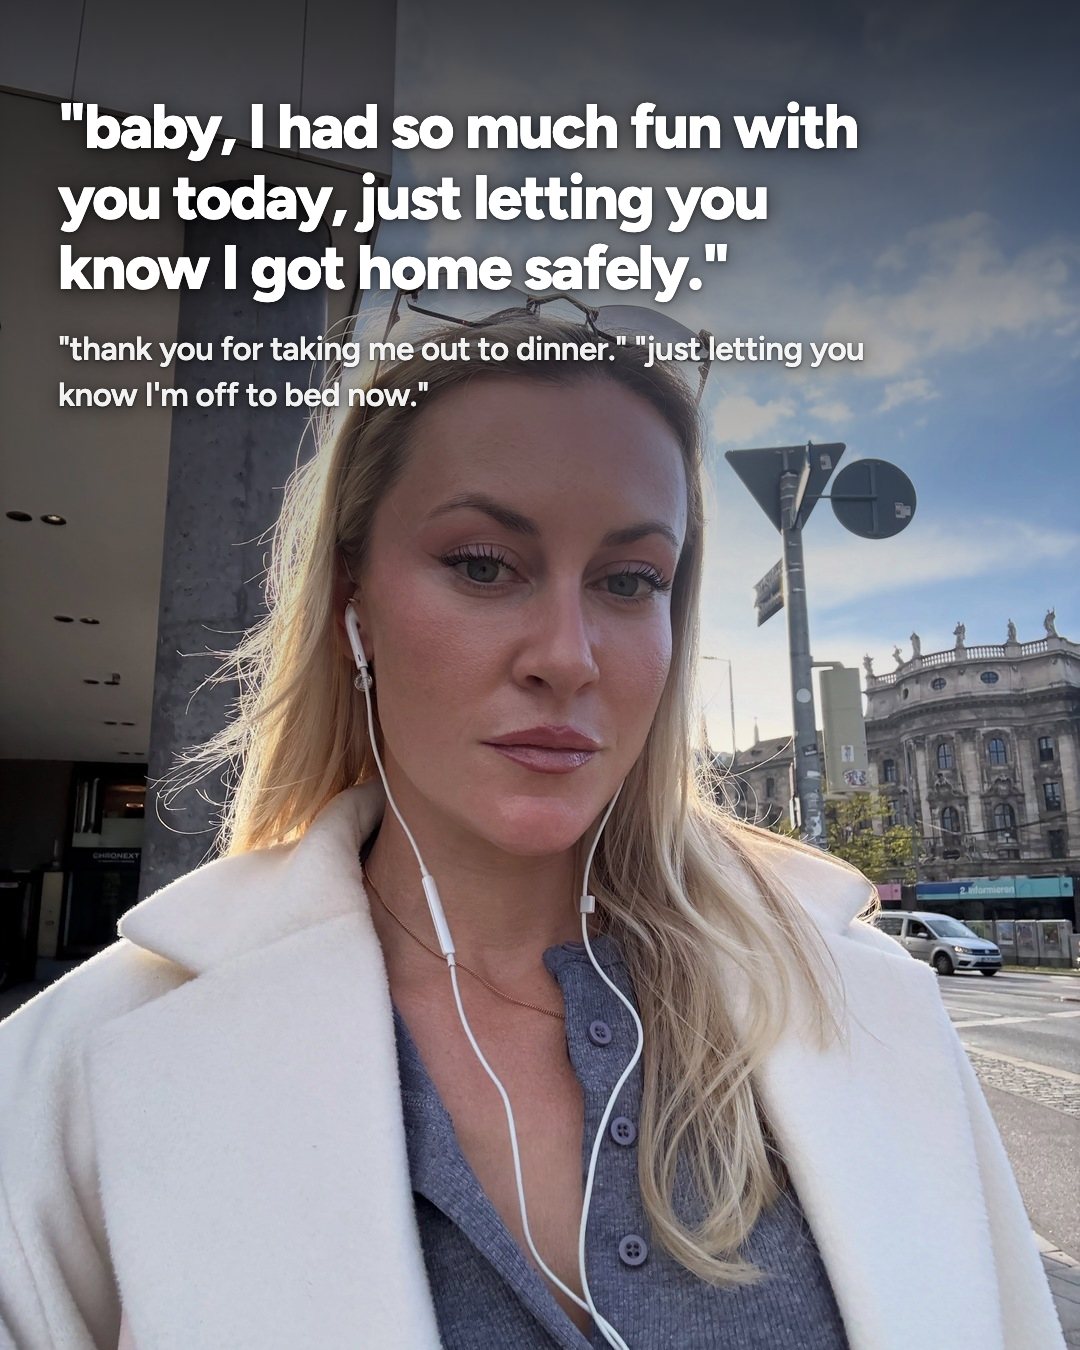 "baby, I had so much fun with
you today, just letting you
know I got home safely."
"thank you for taking me out to dinner." "just letting you
know I'm off to bed now."
CHRONEXT
2. Informieren